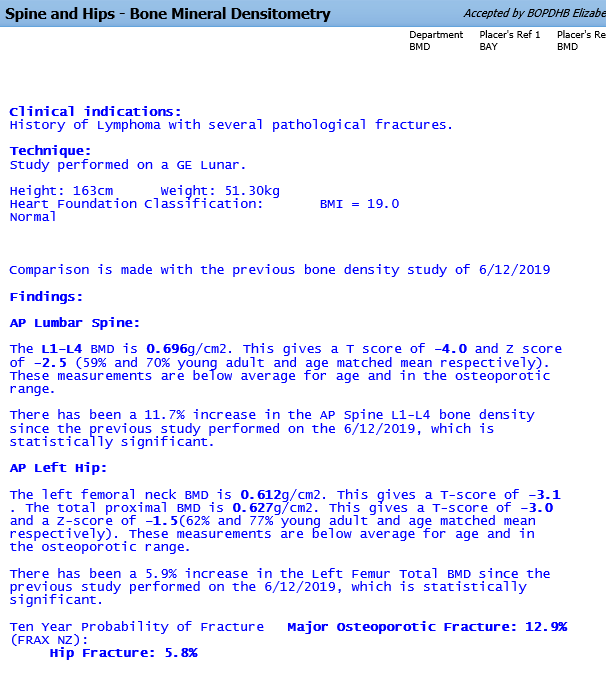 Spine and Hips - Bone Mineral Densitometry
Accepted by BOPDHB Elizabe
Department Placer's Ref 1 Placer's Re
BMD BAY BMD
Clinical indications:
History of Lymphoma with several pathological fractures.
Technique:
Study performed on a GE Lunar.
Height: 163cm Weight: 51.30kg
Heart Foundation Classification: BMI = 19.0
Normal
Comparison is made with the previous bone density study of 6/12/2019
Findings:
AP Lumbar Spine:
The L1-L4 BMD is 0.696g/cm2. This gives a T score of -4.0 and Z score
of -2.5 (59% and 70% young adult and age matched mean respectively).
These measurements are below average for age and in the osteoporotic
range.
There has been a 11.7% increase in the AP Spine L1-L4 bone density
since the previous study performed on the 6/12/2019, which is
statistically significant.
AP Left Hip:
The left femoral neck BMD is 0.612g/cm2. This gives a T-score of -3.1
. The total proximal BMD is 0.627g/cm2. This gives a T-score of -3.0
and a Z-score of -1.5(62% and 77% young adult and age matched mean
respectively). These measurements are below average for age and in
the osteoporotic range.
There has been a 5.9% increase in the Left Femur Total BMD since the
previous study performed on the 6/12/2019, which is statistically
significant.
Ten Year Probability of Fracture Major Osteoporotic Fracture: 12.9%
(FRAX NZ):
Hip Fracture: 5.8%